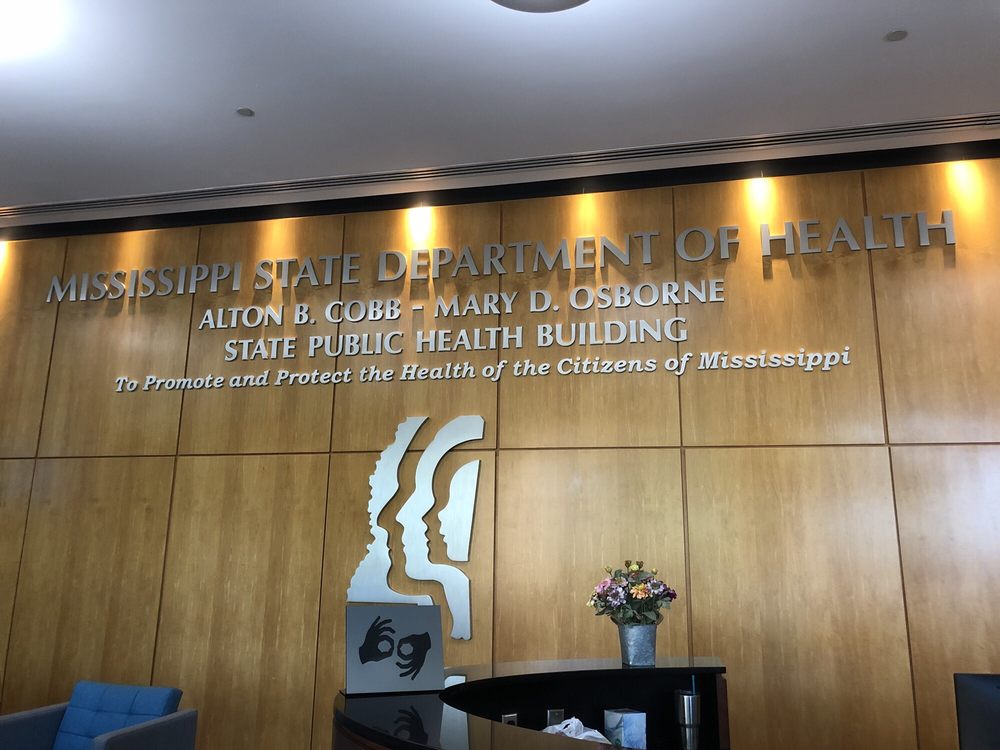 MISSISSIPPI STATE DEPARTMENT OF HEALTH
ALTON B. COBB - MARY D. OSBORNE
STATE PUBLIC HEALTH BUILDING
To Promote and Protect the Health of the Citizens of Mississippi